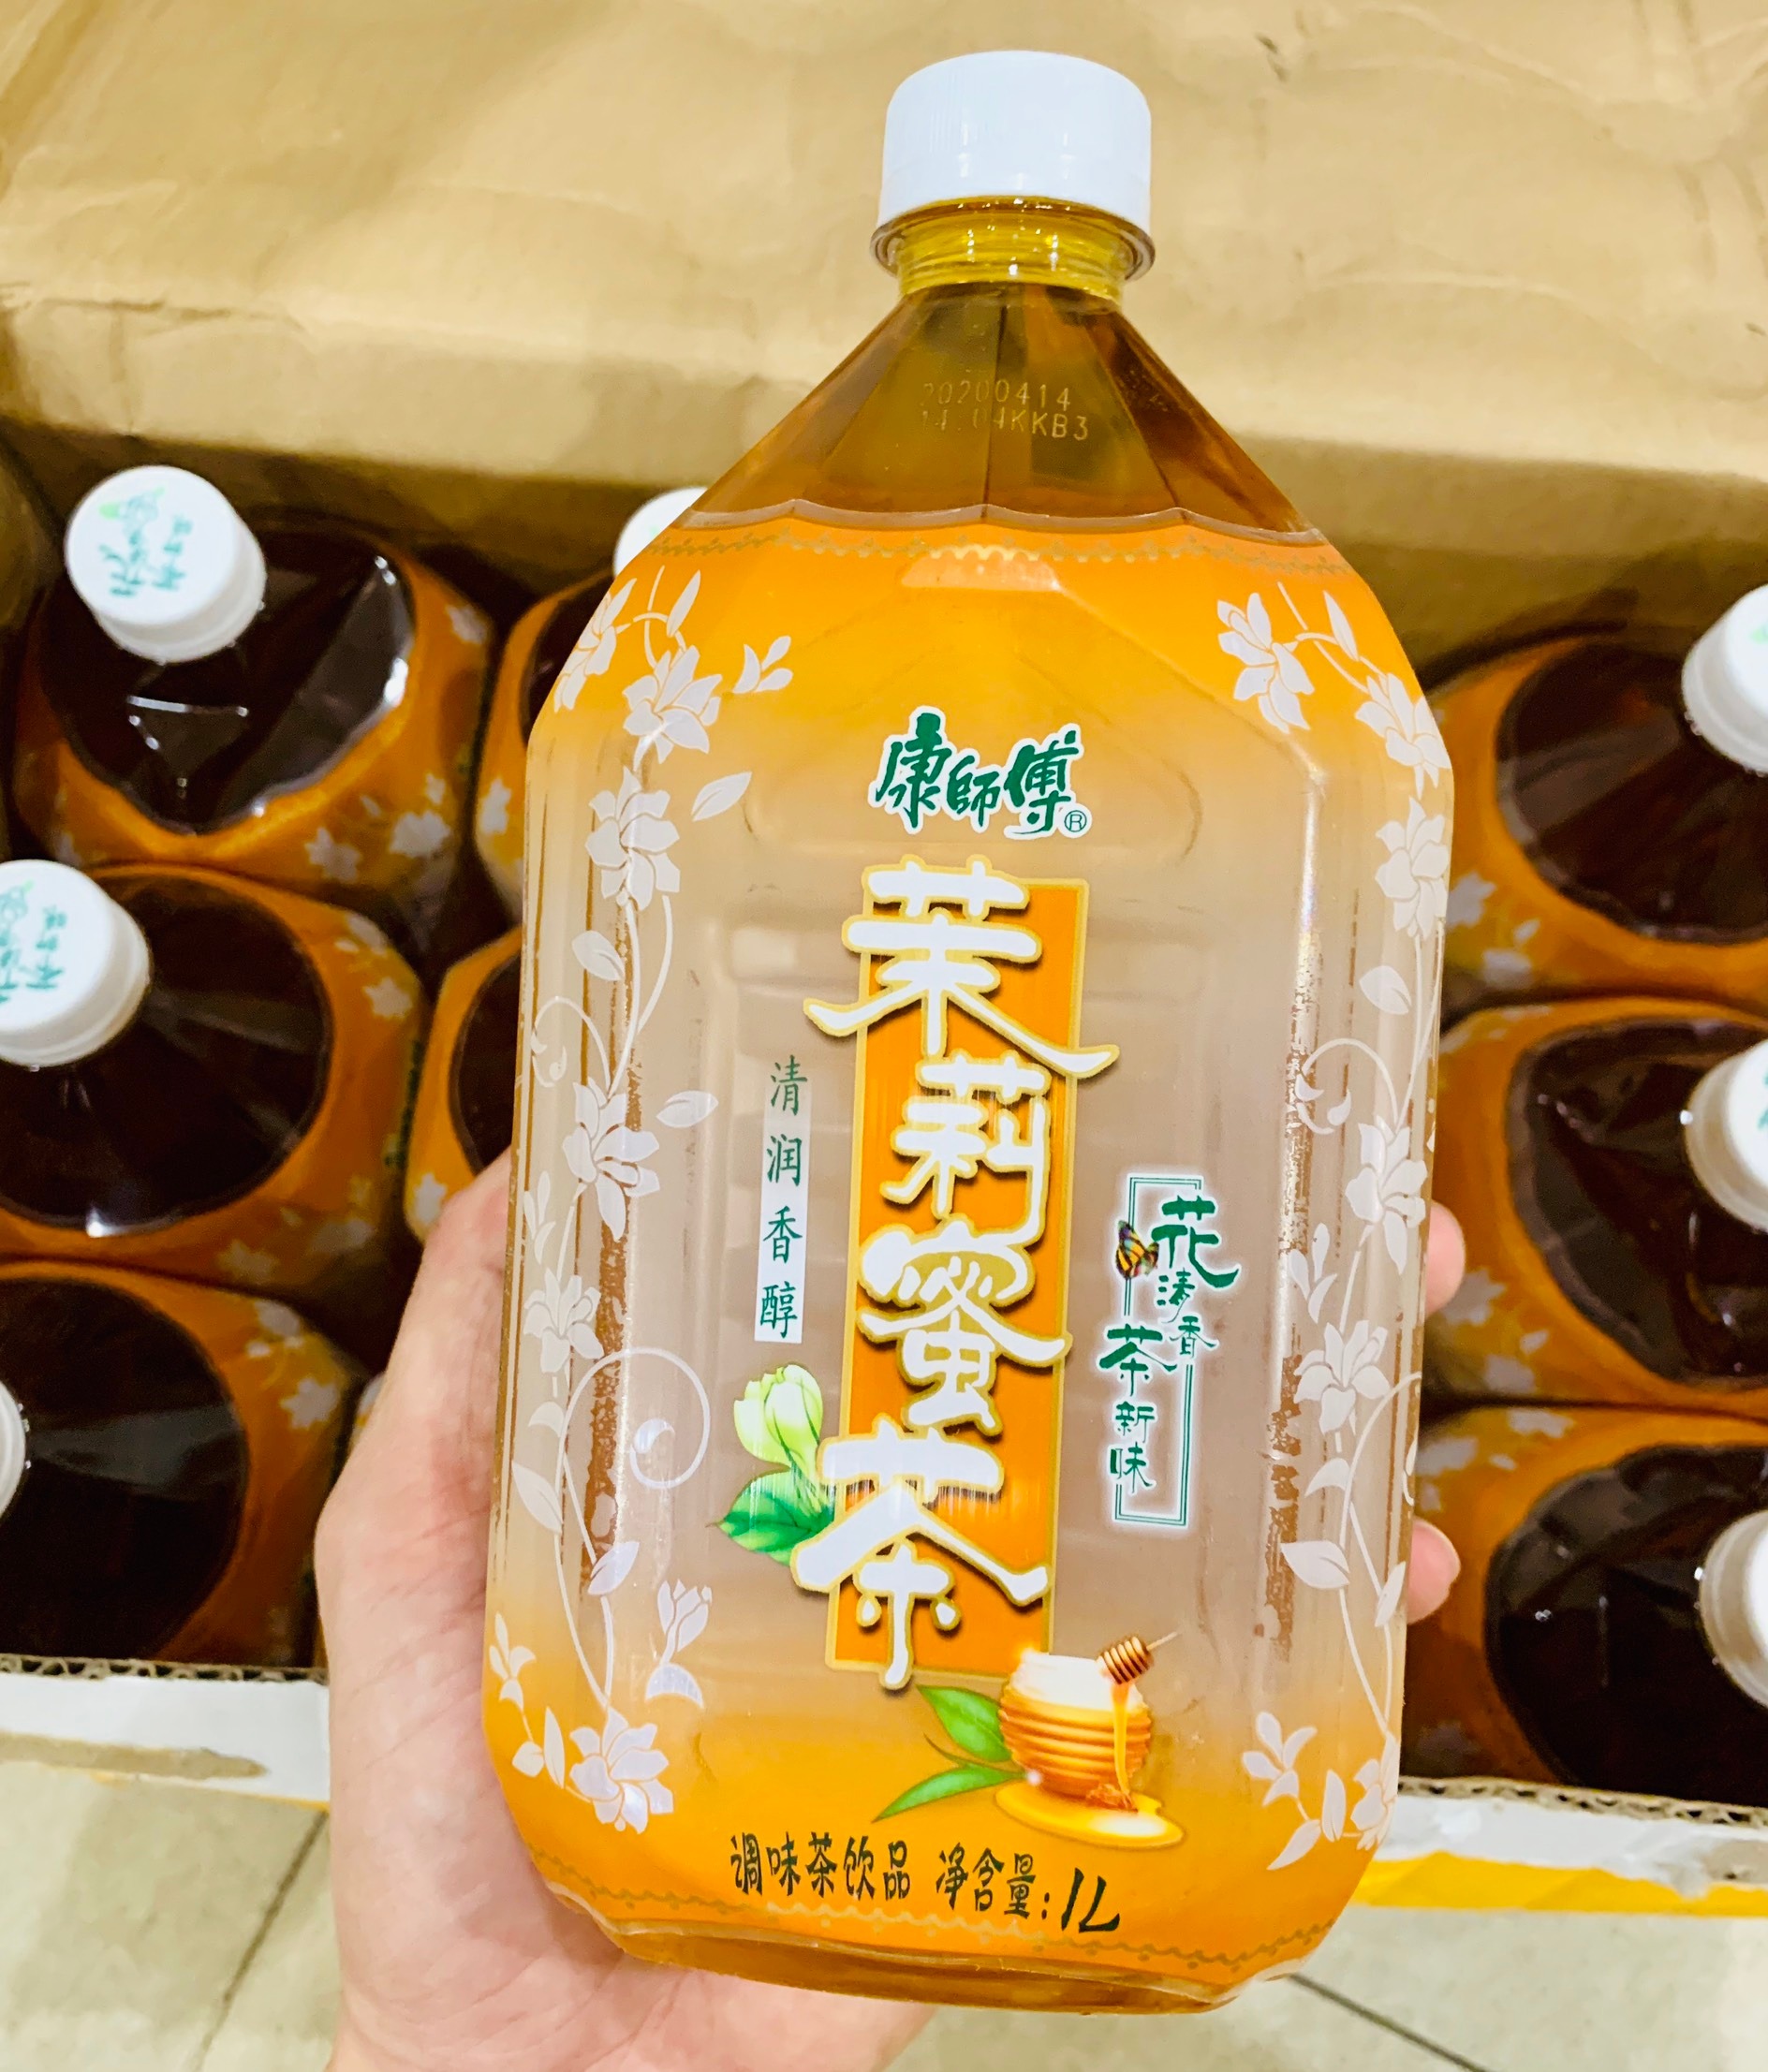 20200414
14:04KKB3
康師傅®
茉莉蜜茶
清润香醇
花清香
茶新味
调味茶饮品 净含量:1L